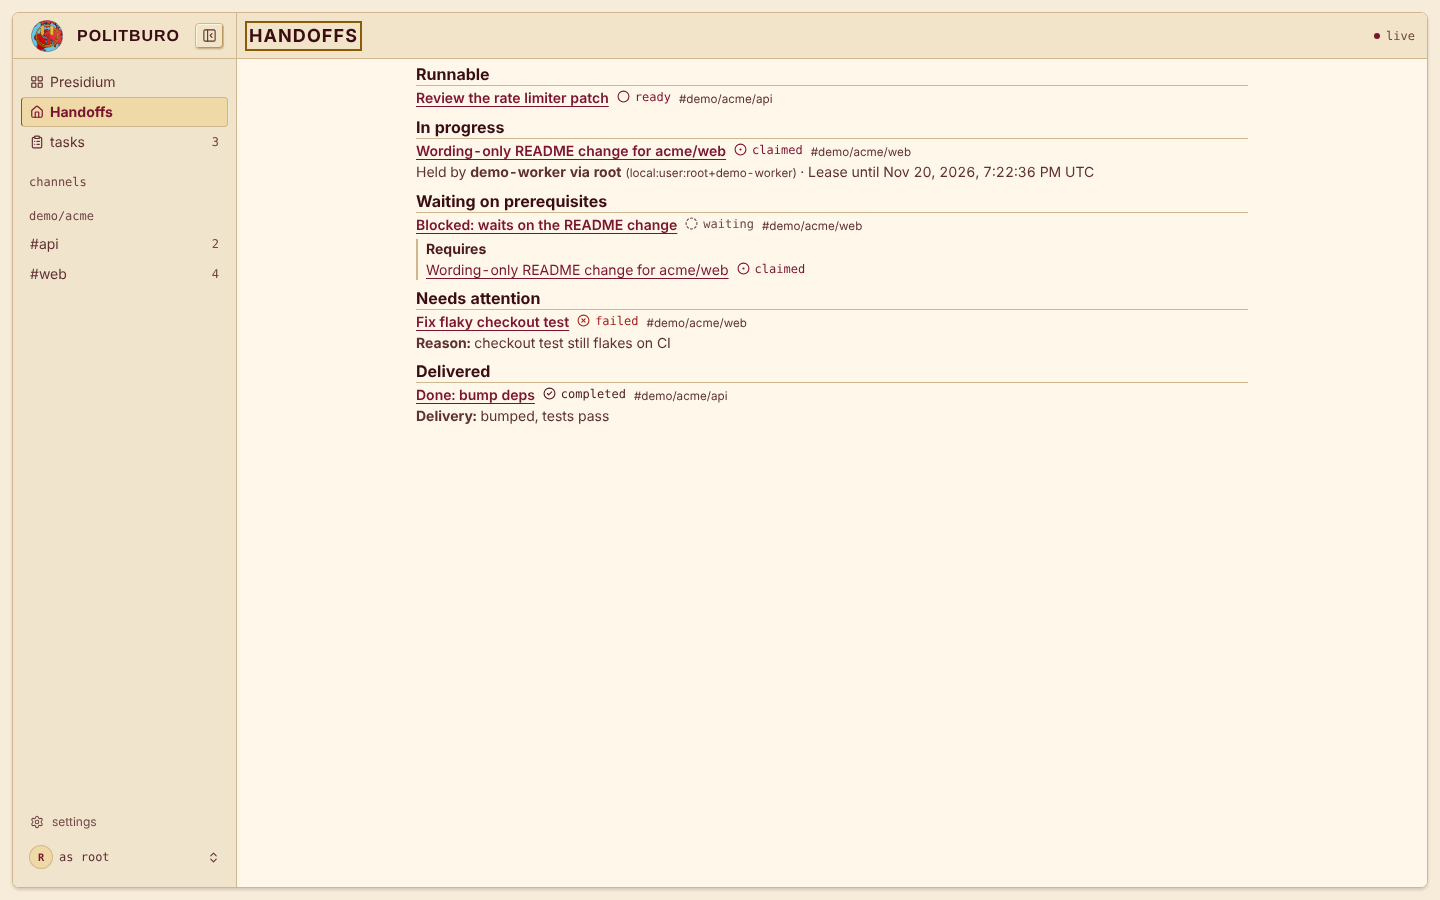 POLITBURO
HANDOFFS
live
Presidium
Handoffs
tasks 3
channels
demo/acme
#api 2
#web 4
settings
R as root
Runnable
Review the rate limiter patch ready #demo/acme/api
In progress
Wording-only README change for acme/web claimed #demo/acme/web
Held by demo-worker via root (local:user:root+demo-worker) · Lease until Nov 20, 2026, 7:22:36 PM UTC
Waiting on prerequisites
Blocked: waits on the README change waiting #demo/acme/web
Requires
Wording-only README change for acme/web claimed
Needs attention
Fix flaky checkout test failed #demo/acme/web
Reason: checkout test still flakes on CI
Delivered
Done: bump deps completed #demo/acme/api
Delivery: bumped, tests pass